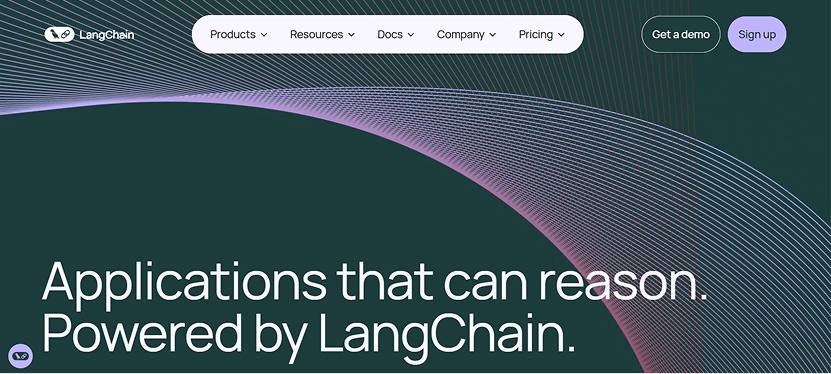 LangChain
Products
Resources
Docs
Company
Pricing
Get a demo
Sign up
Applications that can reason.
Powered by LangChain.